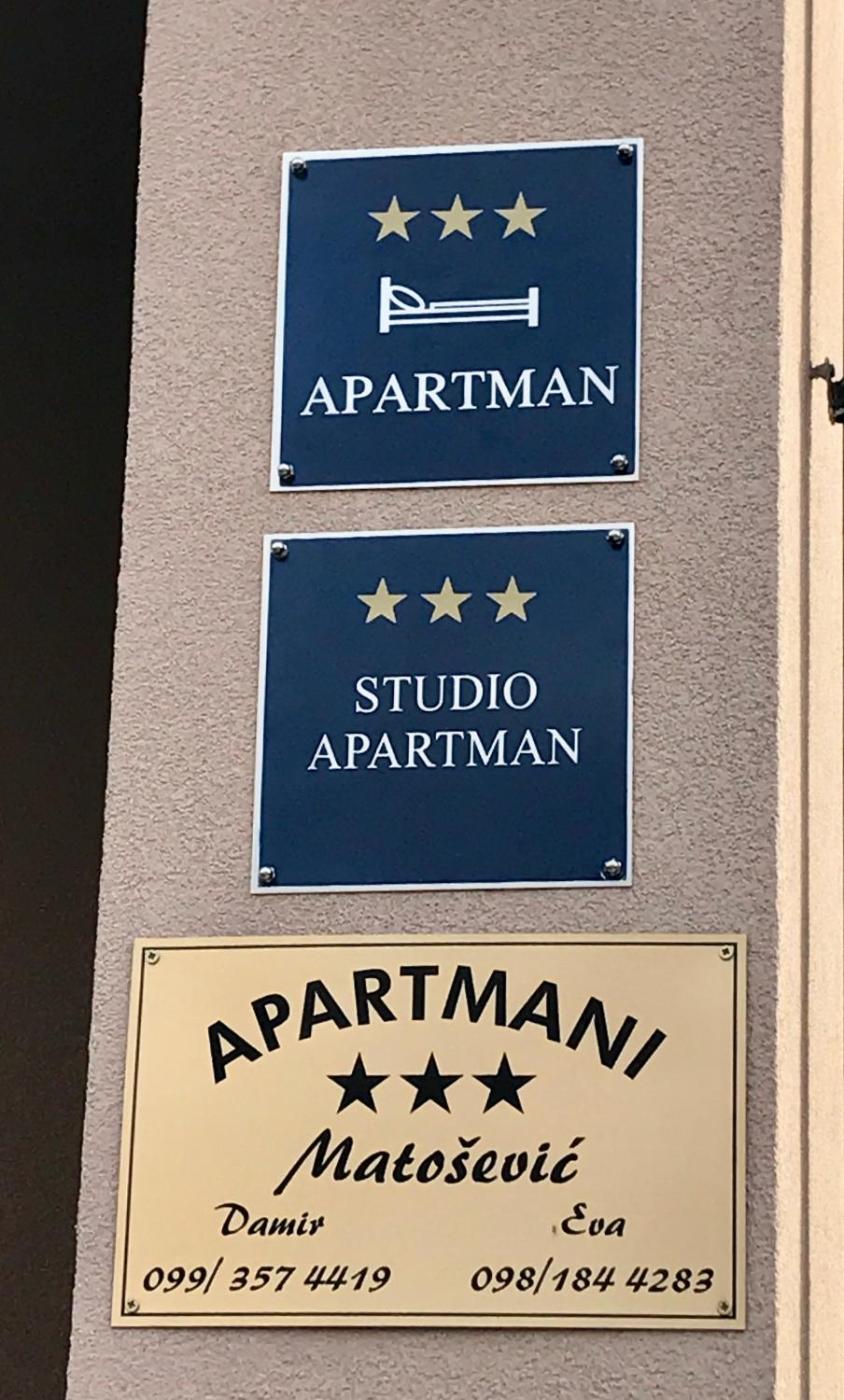 APARTMAN
STUDIO
APARTMAN
APARTMANI
Matošević
Damir Eva
099/ 357 4419 098/184 4283